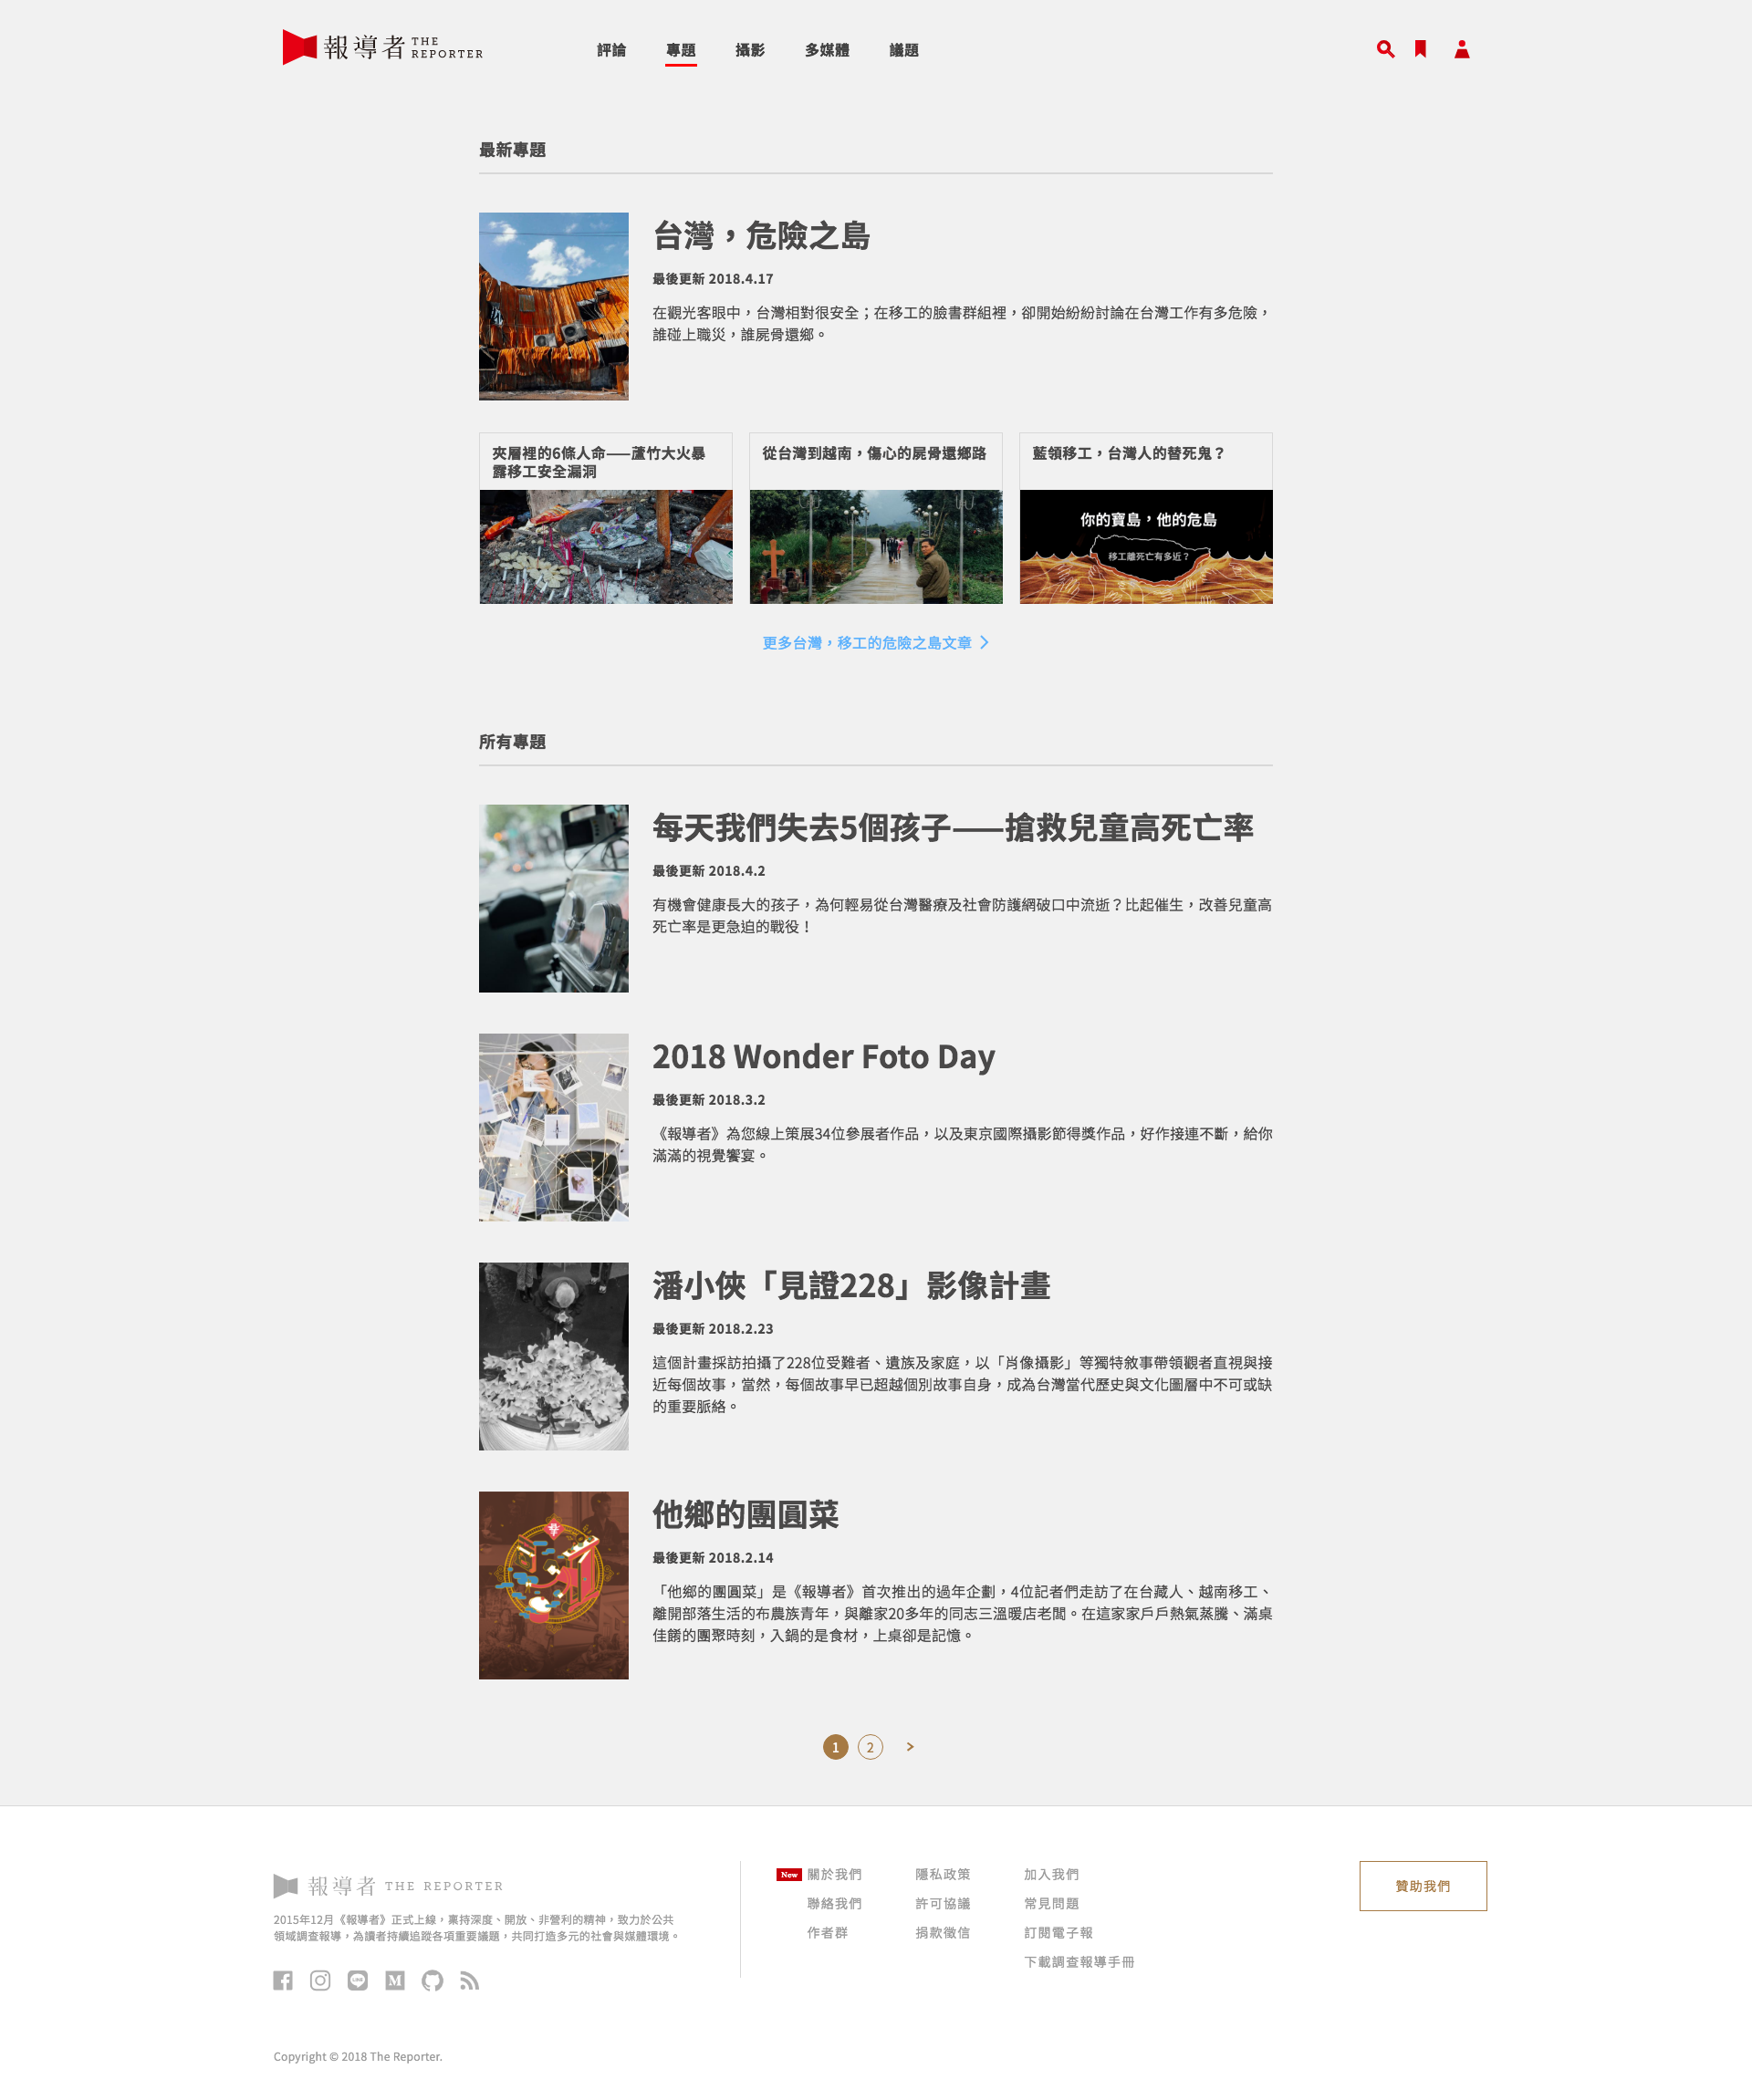 報導者 THE REPORTER
評論 專題 攝影 多媒體 議題
最新專題
台灣，危險之島
最後更新 2018.4.17
在觀光客眼中，台灣相對很安全；在移工的臉書群組裡，卻開始紛紛討論在台灣工作有多危險，
誰碰上職災，誰屍骨還鄉。
夾層裡的6條人命——蘆竹大火暴
露移工安全漏洞
從台灣到越南，傷心的屍骨還鄉路
藍領移工，台灣人的替死鬼？
你的寶島，他的危島
移工離死亡有多近？
更多台灣，移工的危險之島文章
所有專題
每天我們失去5個孩子——搶救兒童高死亡率
最後更新 2018.4.2
有機會健康長大的孩子，為何輕易從台灣醫療及社會防護網破口中流逝？比起催生，改善兒童高
死亡率是更急迫的戰役！
2018 Wonder Foto Day
最後更新 2018.3.2
《報導者》為您線上策展34位參展者作品，以及東京國際攝影節得獎作品，好作接連不斷，給你
滿滿的視覺饗宴。
潘小俠「見證228」影像計畫
最後更新 2018.2.23
這個計畫採訪拍攝了228位受難者、遺族及家庭，以「肖像攝影」等獨特敘事帶領觀者直視與接
近每個故事，當然，每個故事早已超越個別故事自身，成為台灣當代歷史與文化圖層中不可或缺
的重要脈絡。
他鄉的團圓菜
最後更新 2018.2.14
「他鄉的團圓菜」是《報導者》首次推出的過年企劃，4位記者們走訪了在台藏人、越南移工、
離開部落生活的布農族青年，與離家20多年的同志三溫暖店老闆。在這家家戶戶熱氣蒸騰、滿桌
佳餚的團聚時刻，入鍋的是食材，上桌卻是記憶。
1 2 >
報導者 THE REPORTER
2015年12月《報導者》正式上線，稟持深度、開放、非營利的精神，致力於公共
領域調查報導，為讀者持續追蹤各項重要議題，共同打造多元的社會與媒體環境。
New 關於我們
聯絡我們
作者群
隱私政策
許可協議
捐款徵信
加入我們
常見問題
訂閱電子報
下載調查報導手冊
贊助我們
Copyright © 2018 The Reporter.